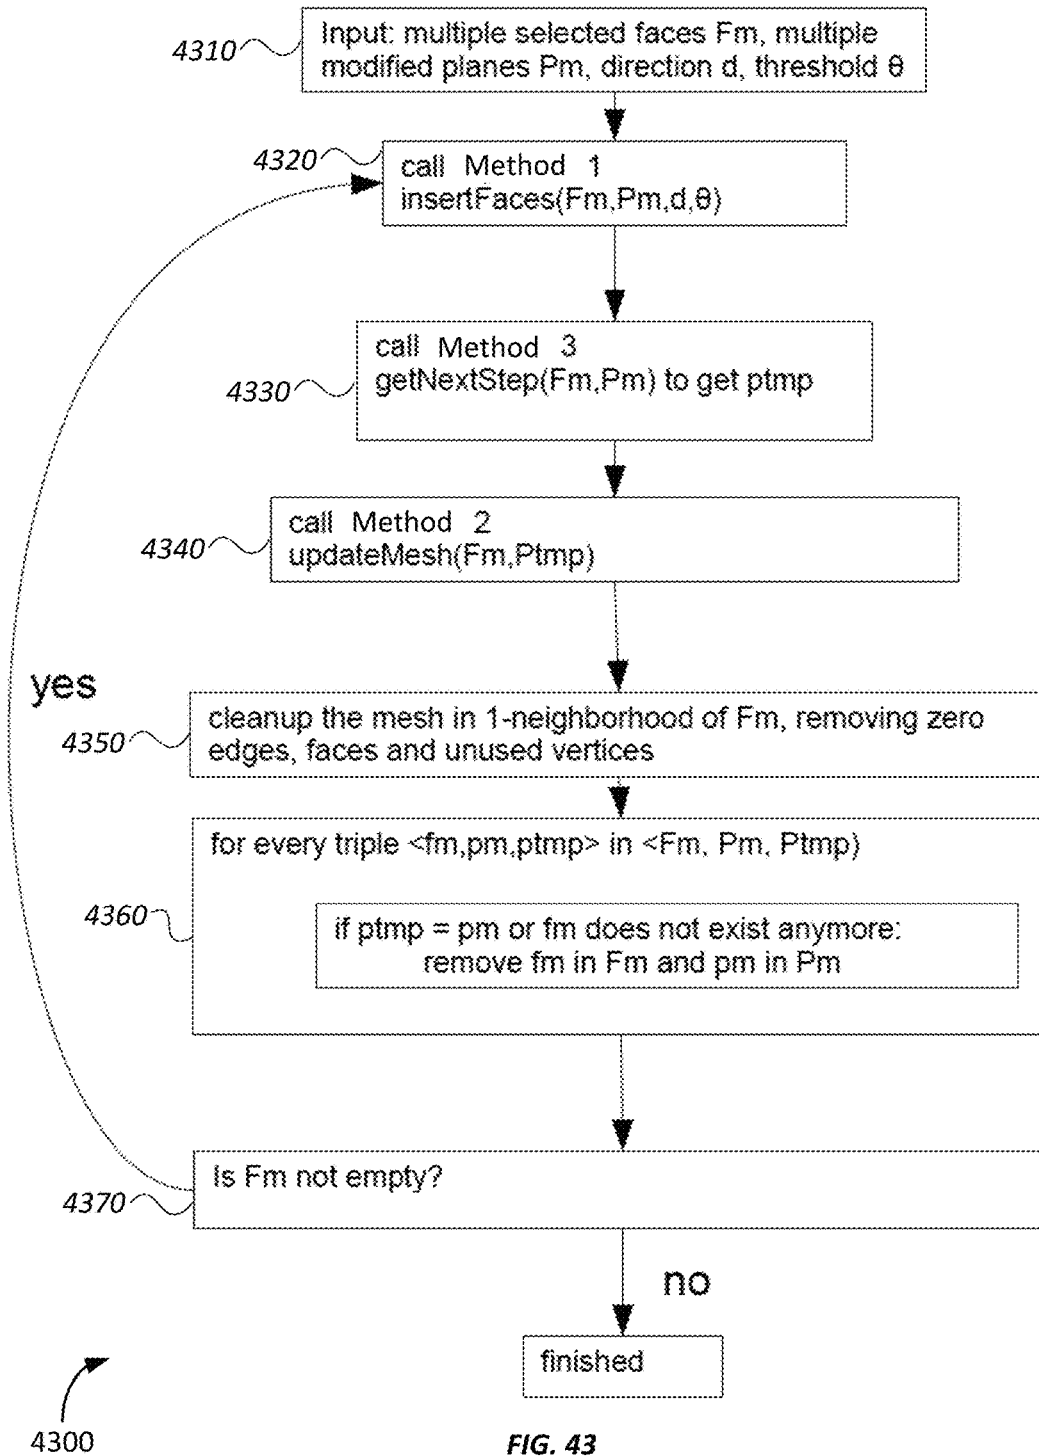 4310
Input: multiple selected faces Fm, multiple
modified planes Pm, direction d, threshold θ
4320
call Method 1
insertFaces(Fm,Pm,d,θ)
4330
call Method 3
getNextStep(Fm,Pm) to get ptmp
4340
call Method 2
updateMesh(Fm,Ptmp)
yes
4350
cleanup the mesh in 1-neighborhood of Fm, removing zero
edges, faces and unused vertices
4360
for every triple <fm,pm,ptmp> in <Fm, Pm, Ptmp)
if ptmp = pm or fm does not exist anymore:
remove fm in Fm and pm in Pm
4370
Is Fm not empty?
no
finished
4300
FIG. 43